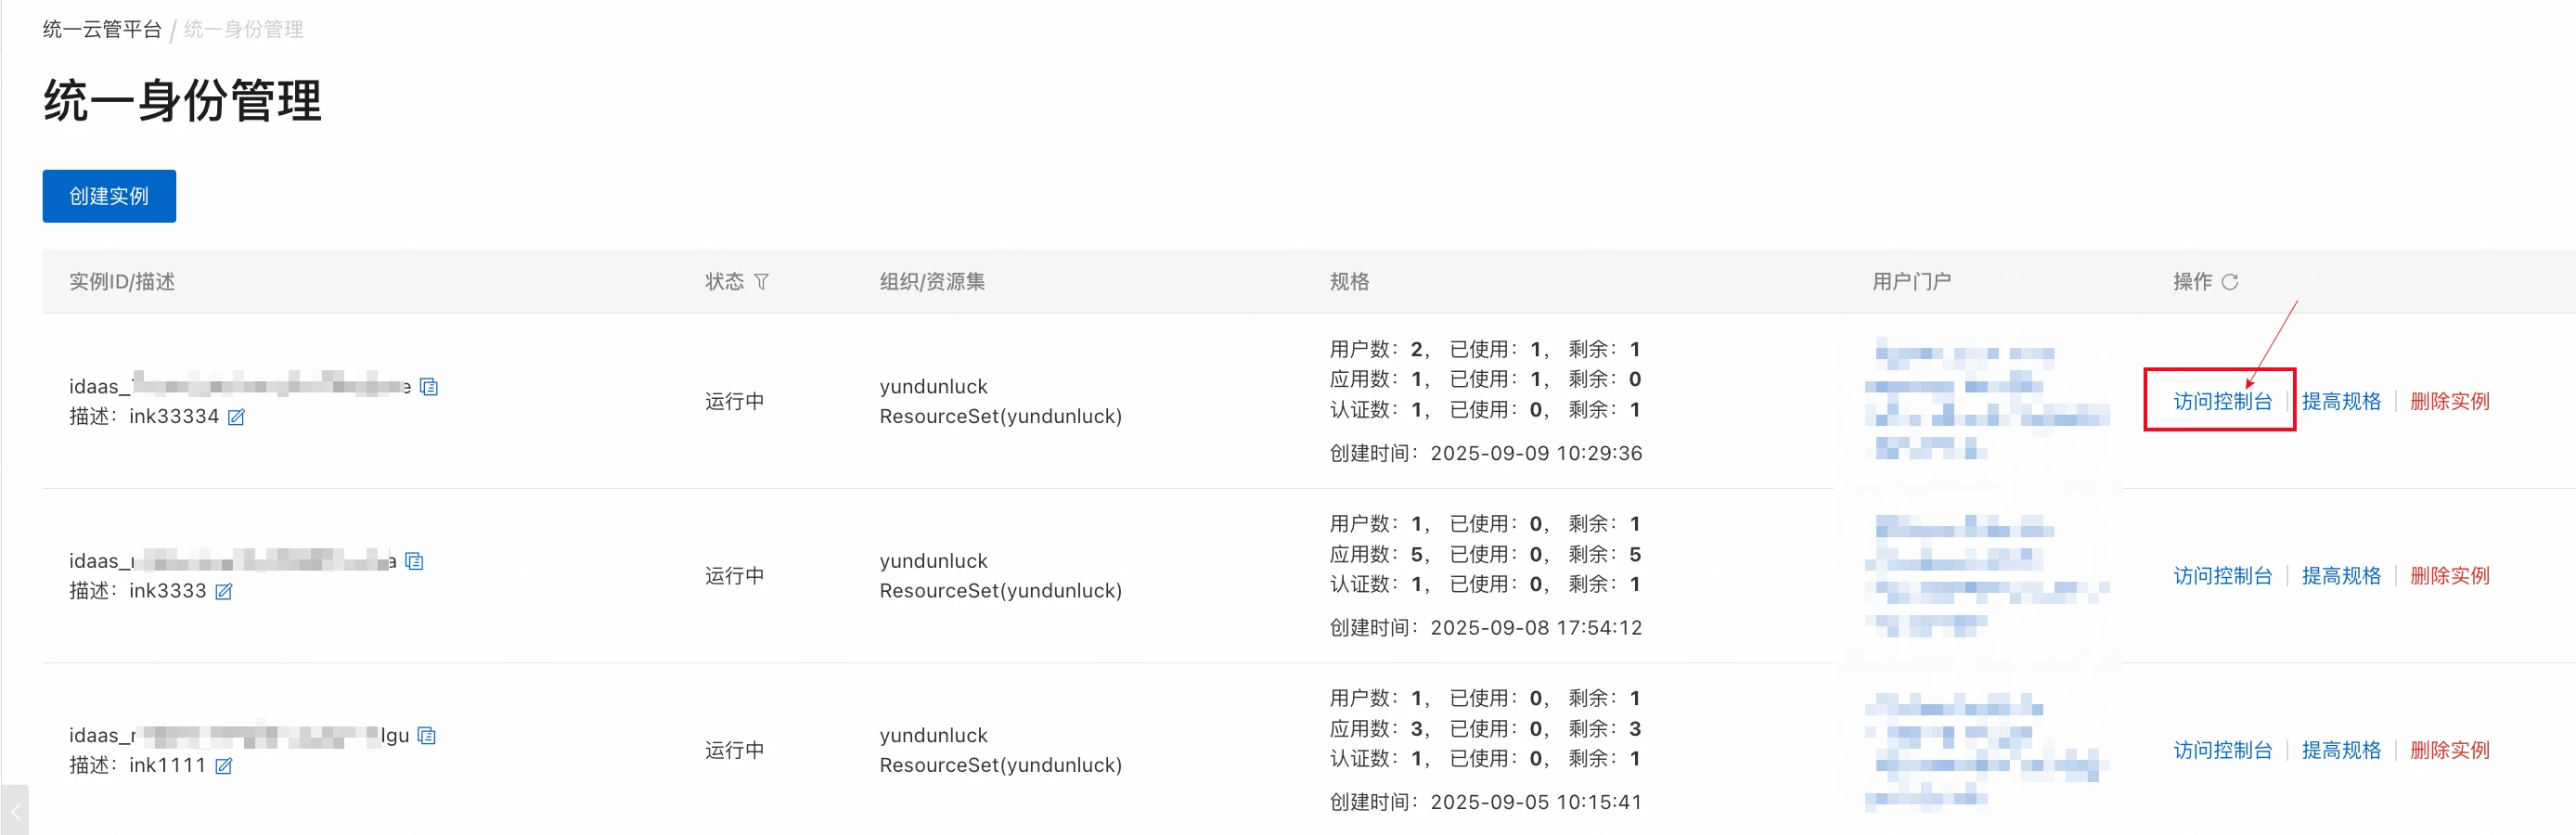 统一云管平台 / 统一身份管理
统一身份管理
创建实例
实例ID/描述 状态 组织/资源集 规格 用户门户 操作
idaas_
描述：ink33334
运行中
yundunluck
ResourceSet(yundunluck)
用户数：2， 已使用：1， 剩余：1
应用数：1， 已使用：1， 剩余：0
认证数：1， 已使用：0， 剩余：1
创建时间：2025-09-09 10:29:36
访问控制台 | 提高规格 | 删除实例
idaas_
描述：ink3333
运行中
yundunluck
ResourceSet(yundunluck)
用户数：1， 已使用：0， 剩余：1
应用数：5， 已使用：0， 剩余：5
认证数：1， 已使用：0， 剩余：1
创建时间：2025-09-08 17:54:12
访问控制台 | 提高规格 | 删除实例
idaas_ lgu
描述：ink1111
运行中
yundunluck
ResourceSet(yundunluck)
用户数：1， 已使用：0， 剩余：1
应用数：3， 已使用：0， 剩余：3
认证数：1， 已使用：0， 剩余：1
创建时间：2025-09-05 10:15:41
访问控制台 | 提高规格 | 删除实例